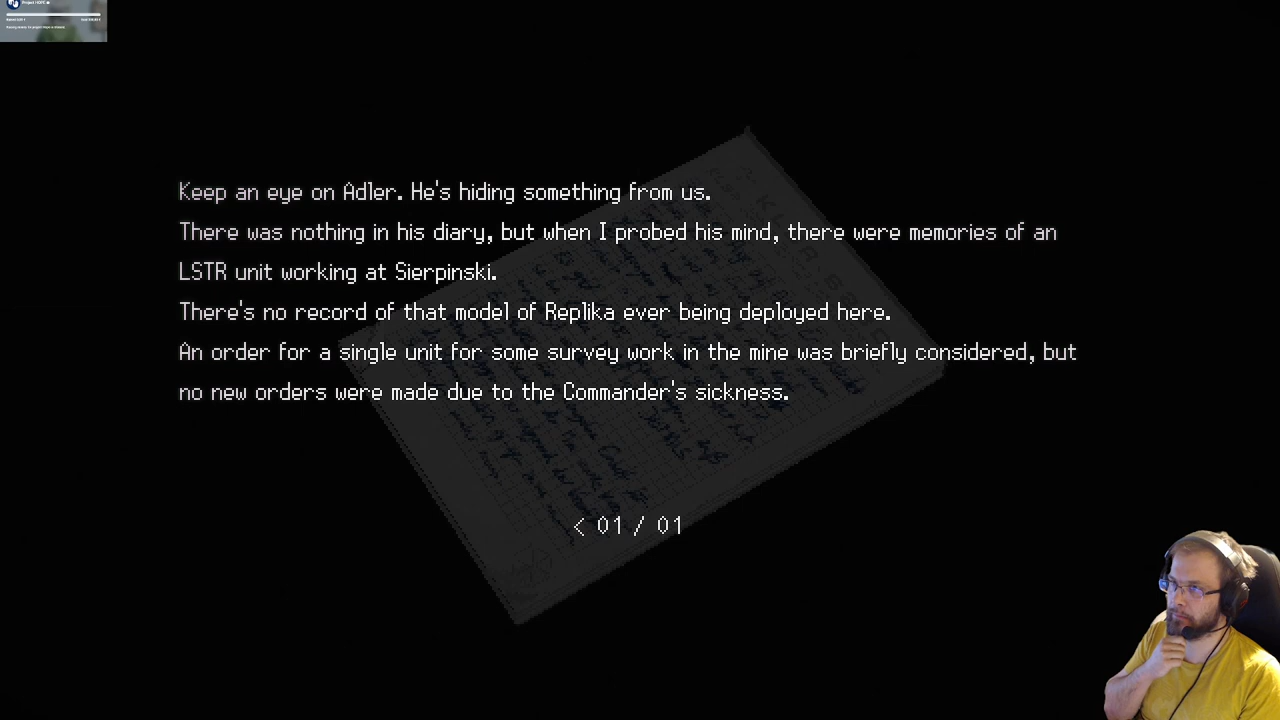 Project HOPE
Keep an eye on Adler. He's hiding something from us.
There was nothing in his diary, but when I probed his mind, there were memories of an
LSTR unit working at Sierpinski.
There's no record of that model of Replika ever being deployed here.
An order for a single unit for some survey work in the mine was briefly considered, but
no new orders were made due to the Commander's sickness.
< 01 / 01